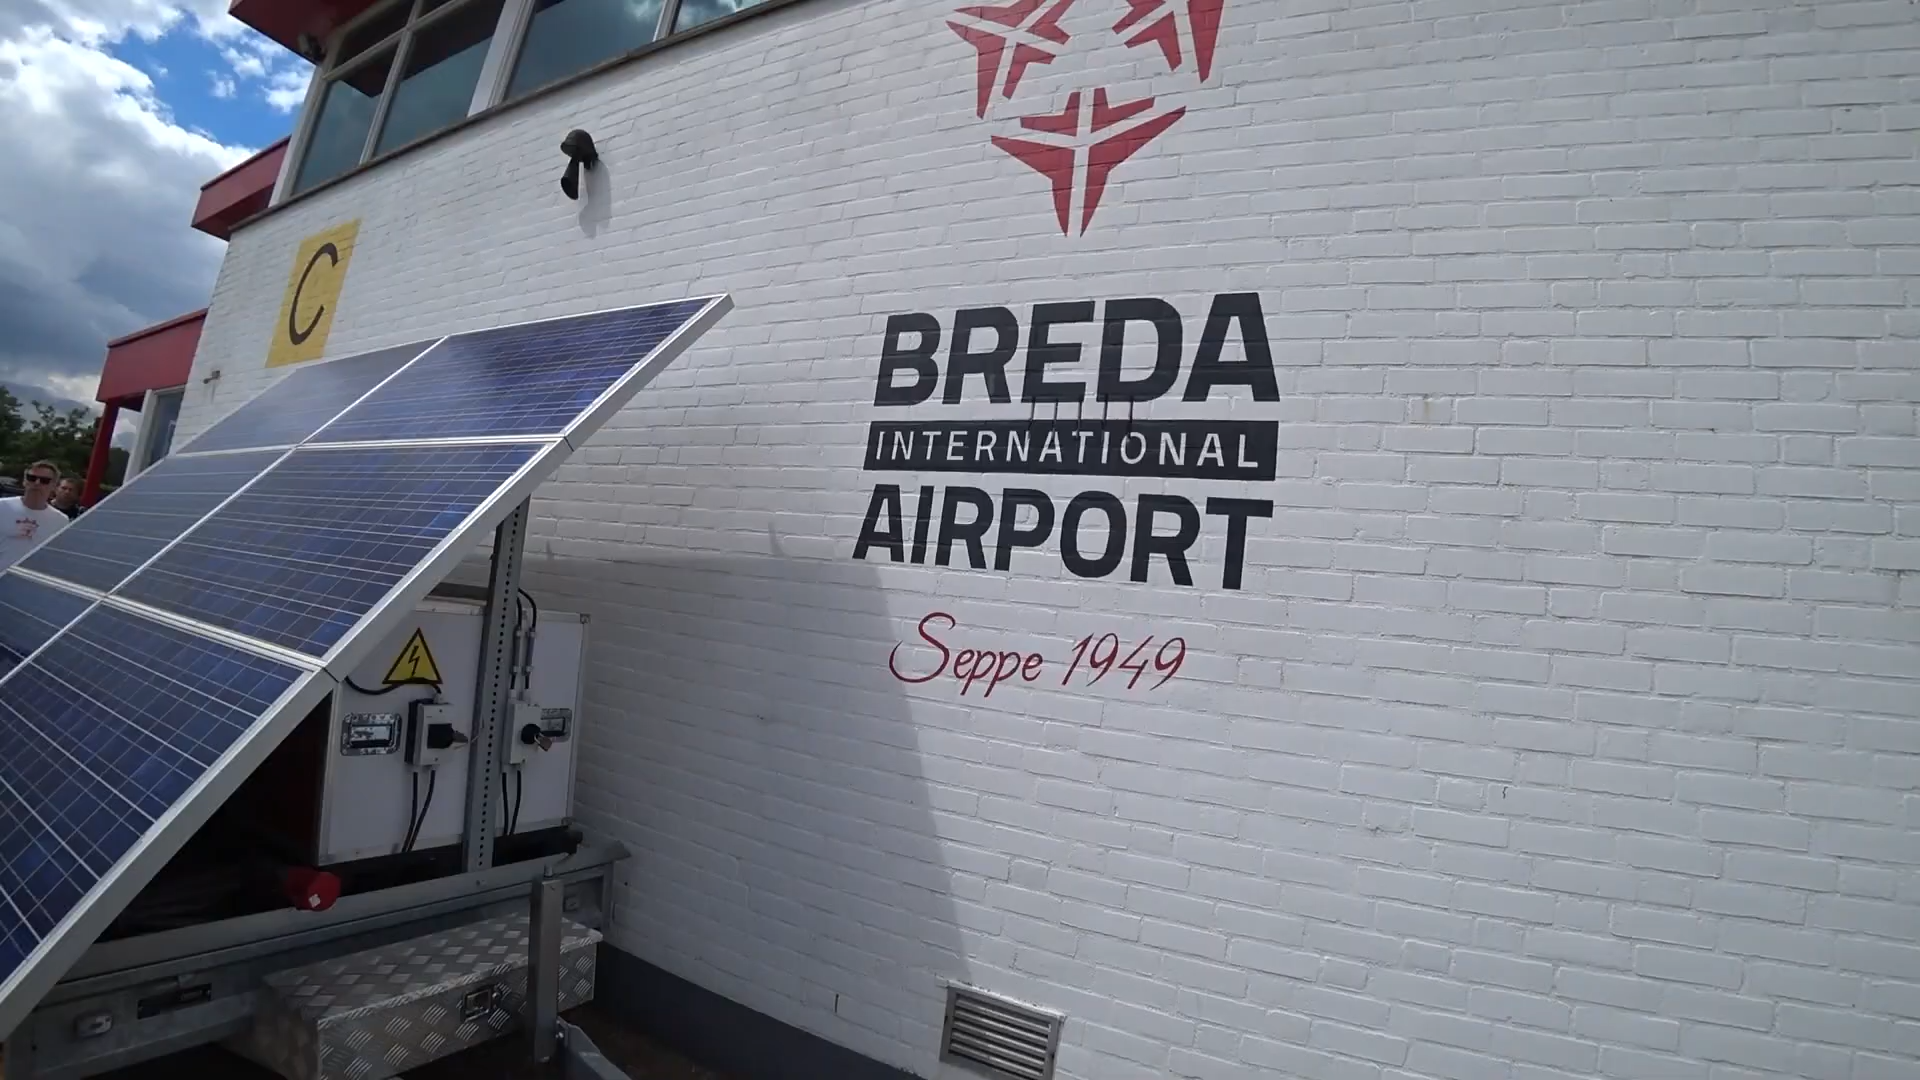 C
BREDA
INTERNATIONAL
AIRPORT
Seppe 1949